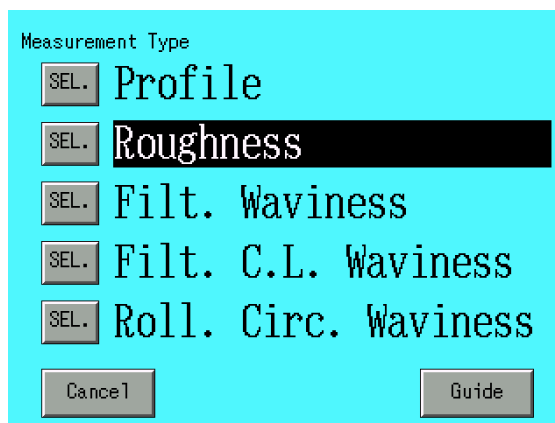 Measurement Type
SEL. Profile
SEL. Roughness
SEL. Filt. Waviness
SEL. Filt. C.L. Waviness
SEL. Roll. Circ. Waviness
Cancel Guide